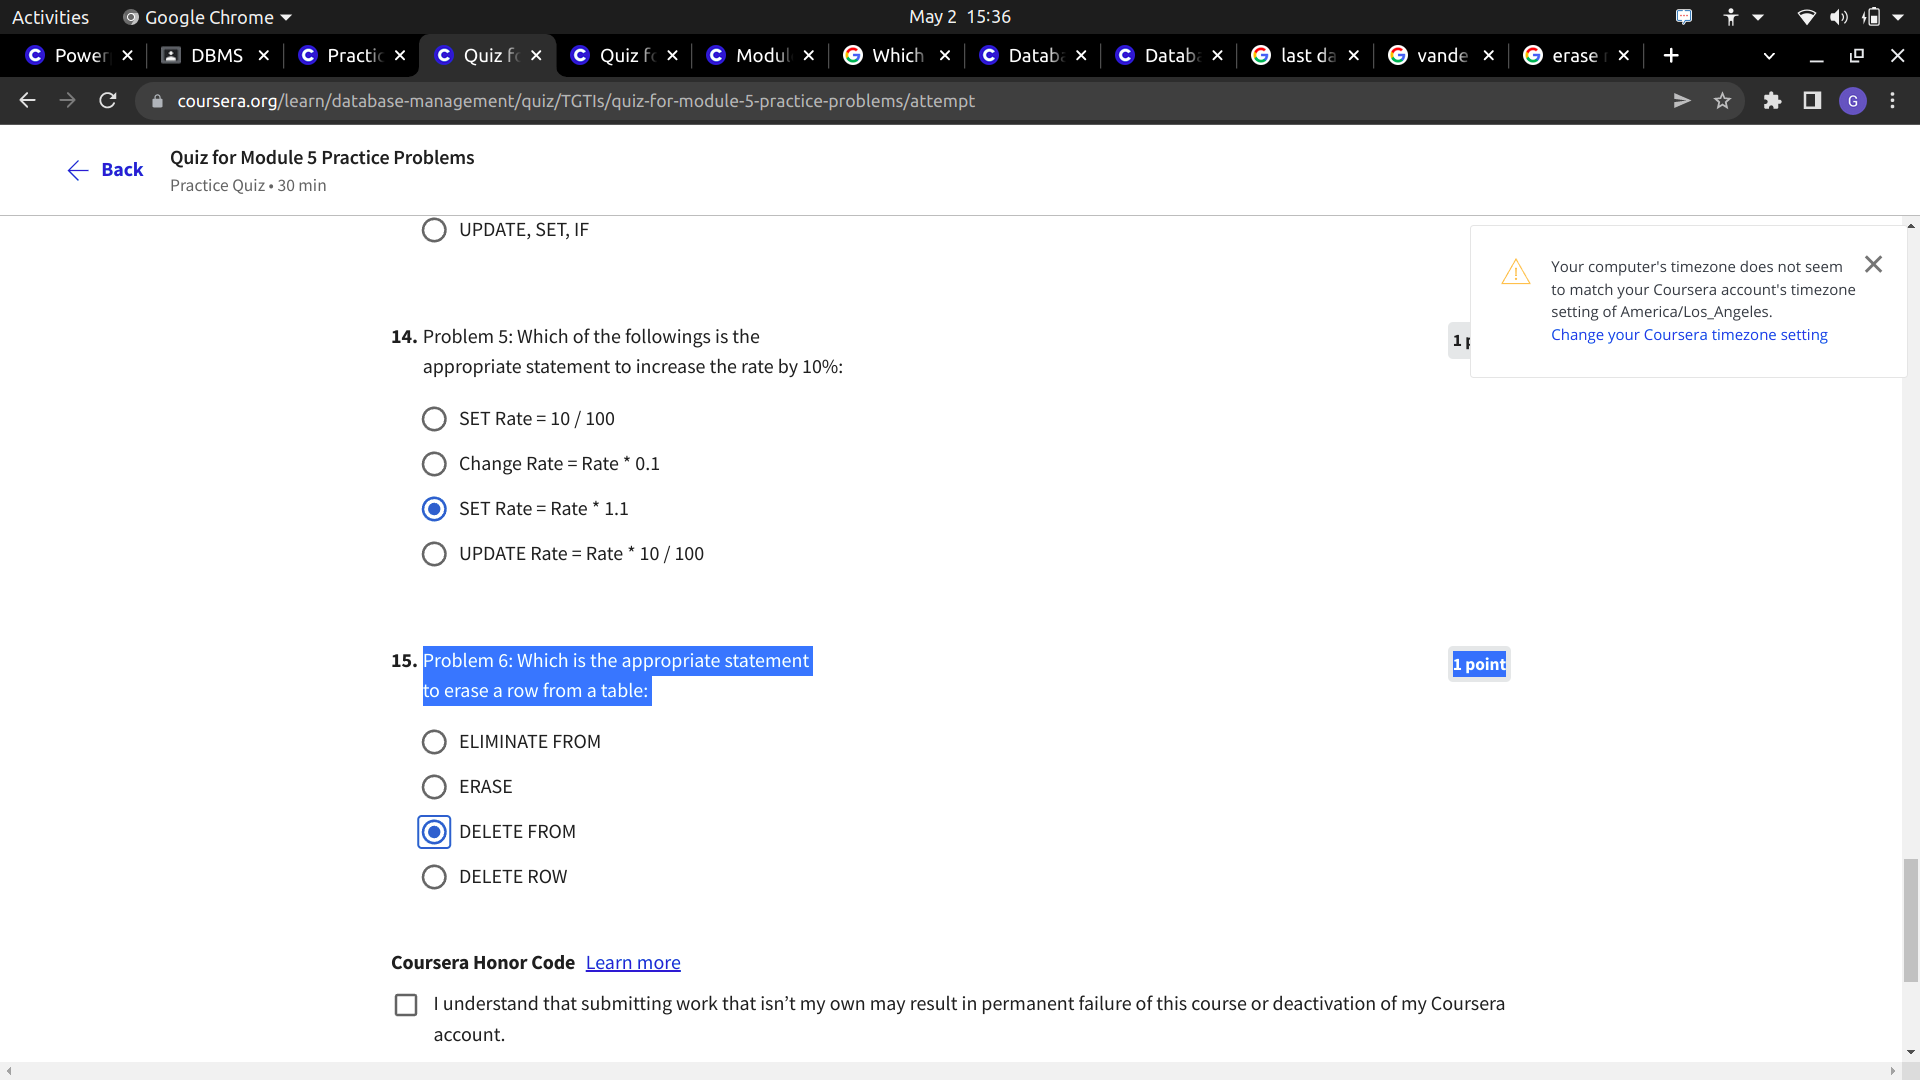 Activities
Google Chrome
May 2 15:36
Power
DBMS
Practic
Quiz fo
Quiz fo
Modul
Which
Databa
Databa
last da
vande
erase
coursera.org/learn/database-management/quiz/TGTIs/quiz-for-module-5-practice-problems/attempt
G
Back
Quiz for Module 5 Practice Problems
Practice Quiz • 30 min
UPDATE, SET, IF
Your computer's timezone does not seem
to match your Coursera account's timezone
setting of America/Los_Angeles.
Change your Coursera timezone setting
14. Problem 5: Which of the followings is the
appropriate statement to increase the rate by 10%:
1 p
SET Rate = 10 / 100
Change Rate = Rate * 0.1
SET Rate = Rate * 1.1
UPDATE Rate = Rate * 10 / 100
15. Problem 6: Which is the appropriate statement
to erase a row from a table:
1 point
ELIMINATE FROM
ERASE
DELETE FROM
DELETE ROW
Coursera Honor Code Learn more
I understand that submitting work that isn’t my own may result in permanent failure of this course or deactivation of my Coursera
account.